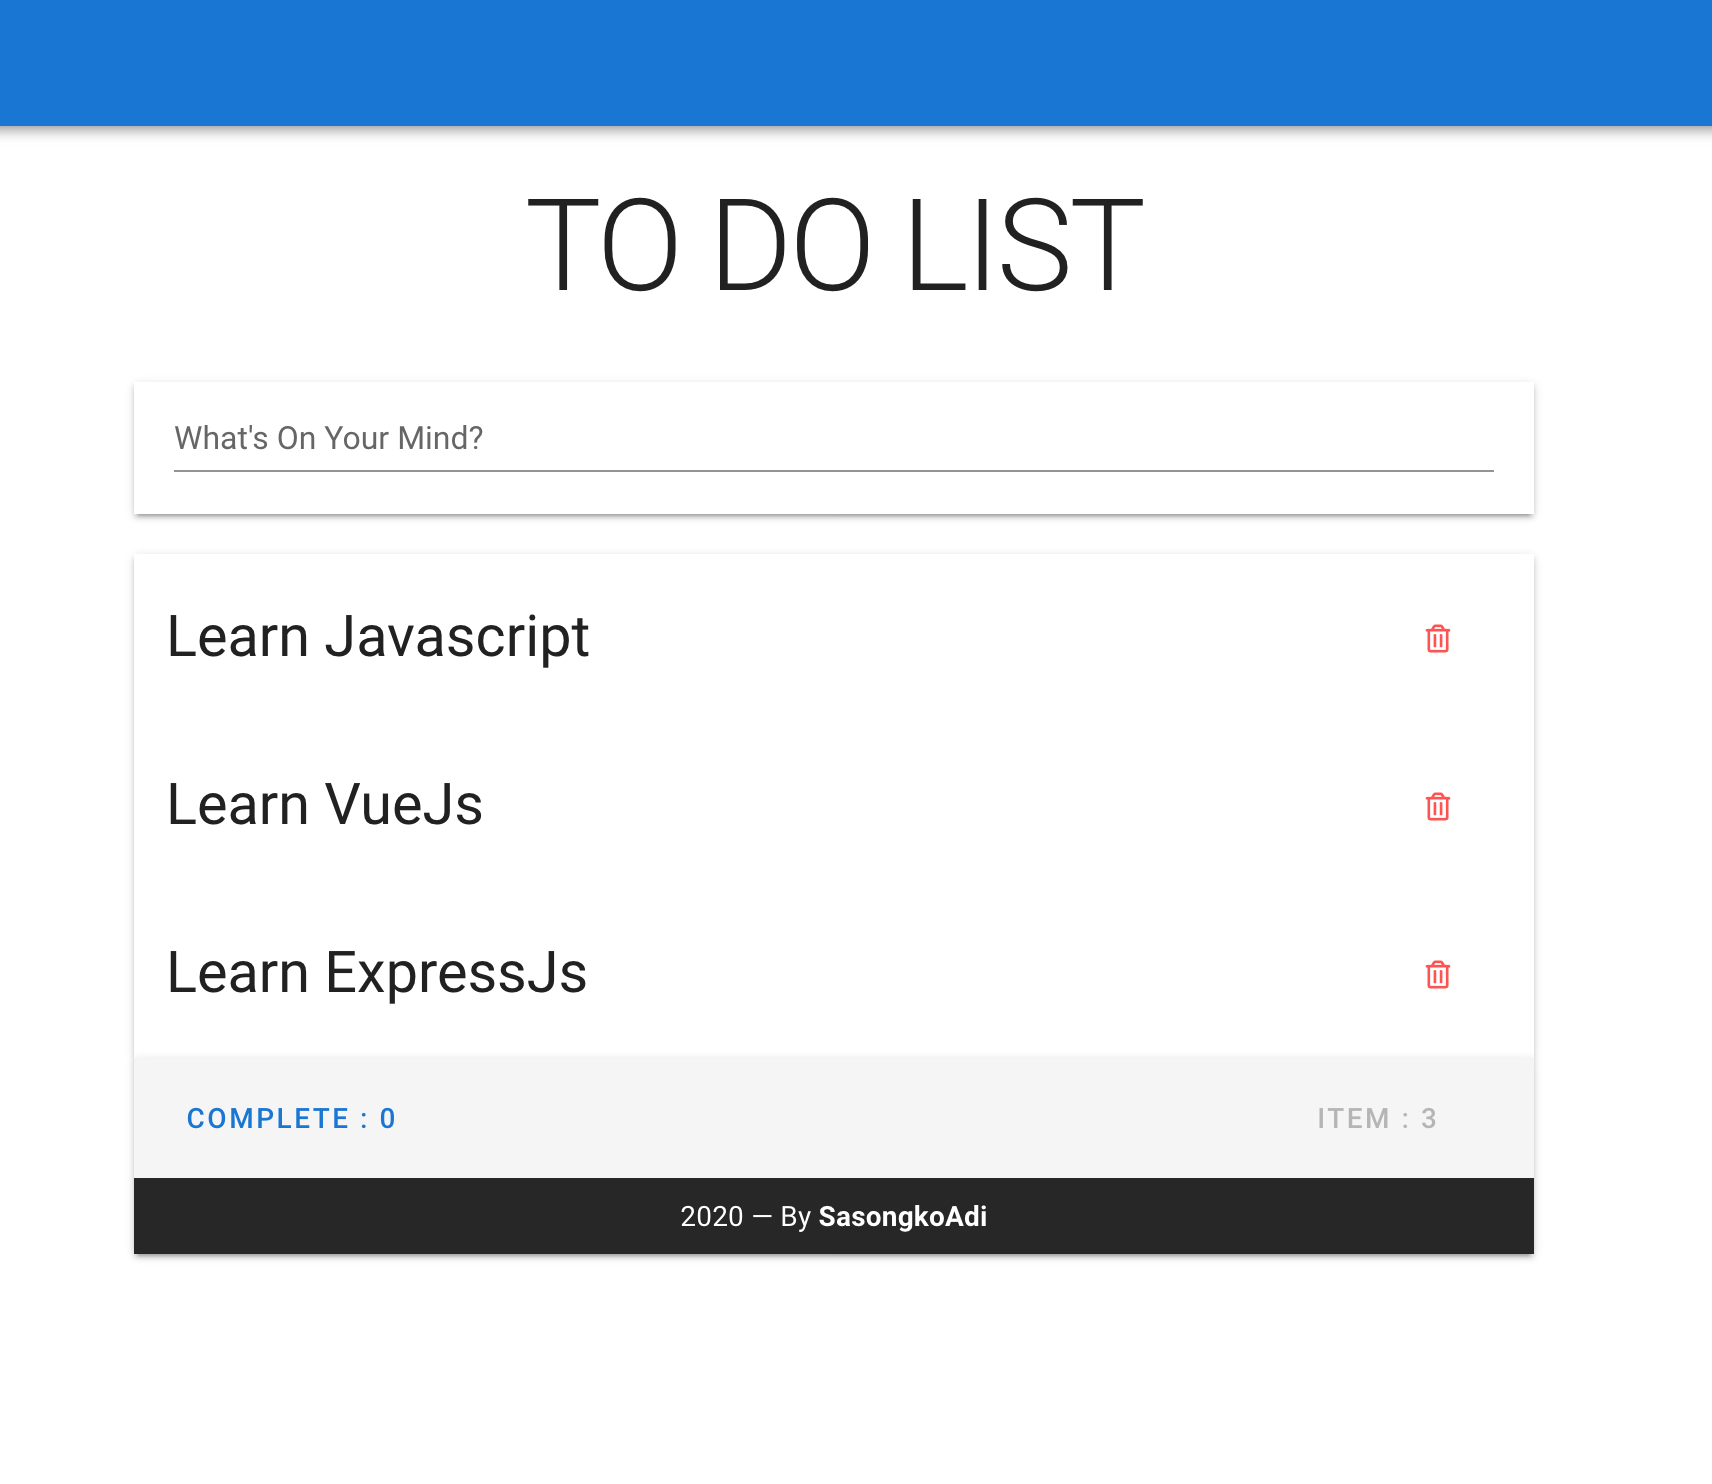 TO DO LIST
What's On Your Mind?
Learn Javascript
Learn VueJs
Learn ExpressJs
COMPLETE : 0
ITEM : 3
2020 — By SasongkoAdi